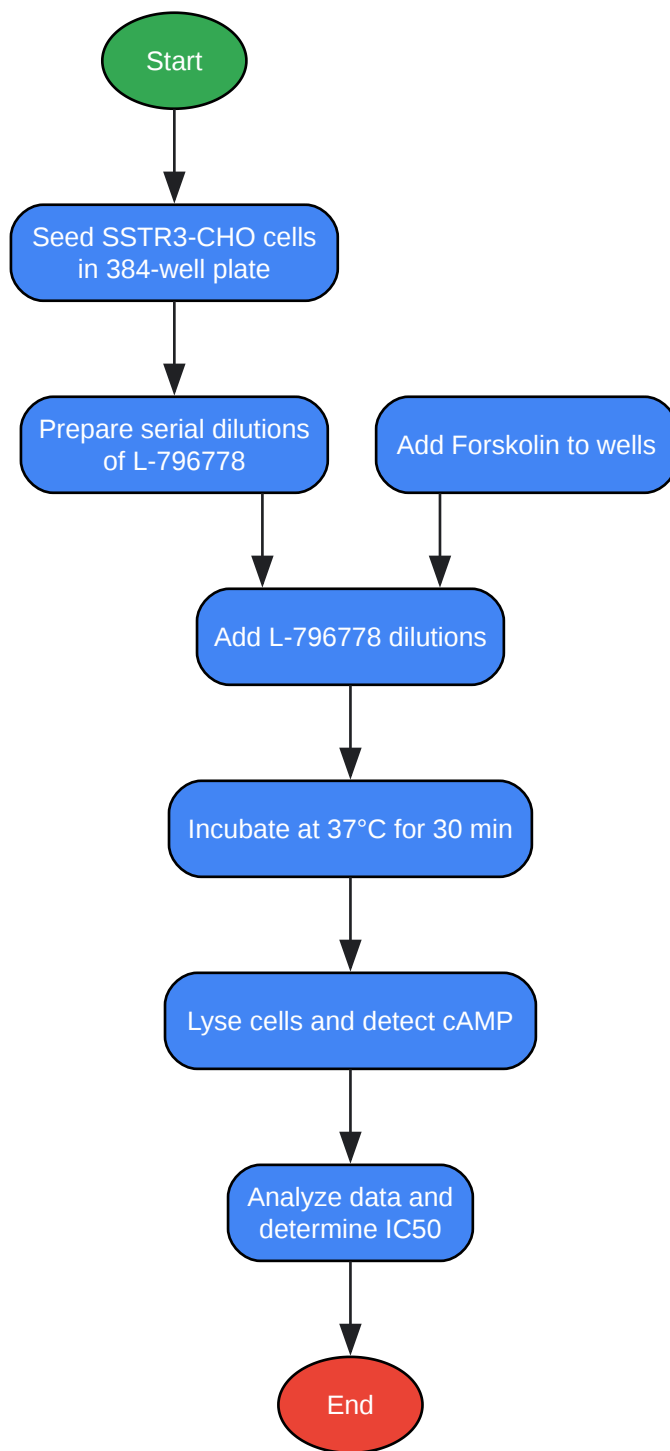 Start
Seed SSTR3-CHO cells
in 384-well plate
Prepare serial dilutions
of L-796778
Add Forskolin to wells
Add L-796778 dilutions
Incubate at 37°C for 30 min
Lyse cells and detect cAMP
Analyze data and
determine IC50
End